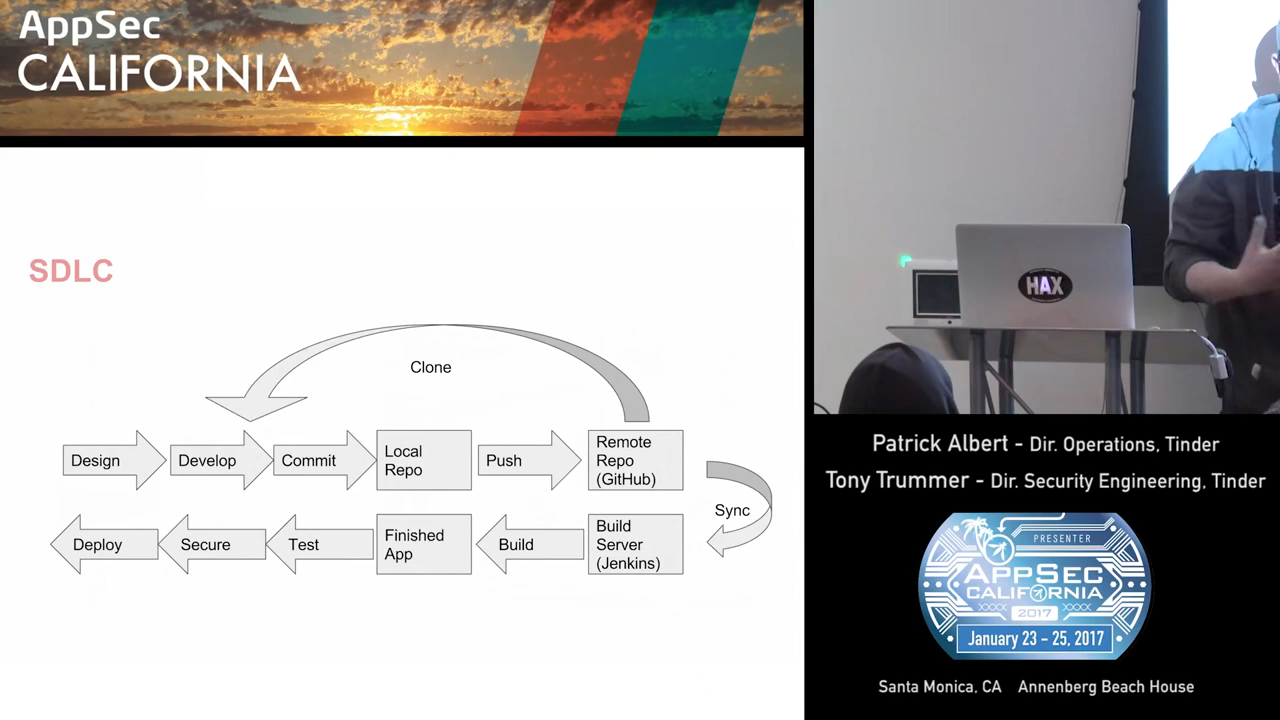 AppSec
CALIFORNIA
SDLC
Clone
Design
Develop
Commit
Local
Repo
Push
Remote
Repo
(GitHub)
Sync
Deploy
Secure
Test
Finished
App
Build
Build
Server
(Jenkins)
HAX
Patrick Albert - Dir. Operations, Tinder
Tony Trummer - Dir. Security Engineering, Tinder
PRESENTER
APPSEC
CALIFORNIA
2017
January 23 - 25, 2017
Santa Monica, CA Annenberg Beach House